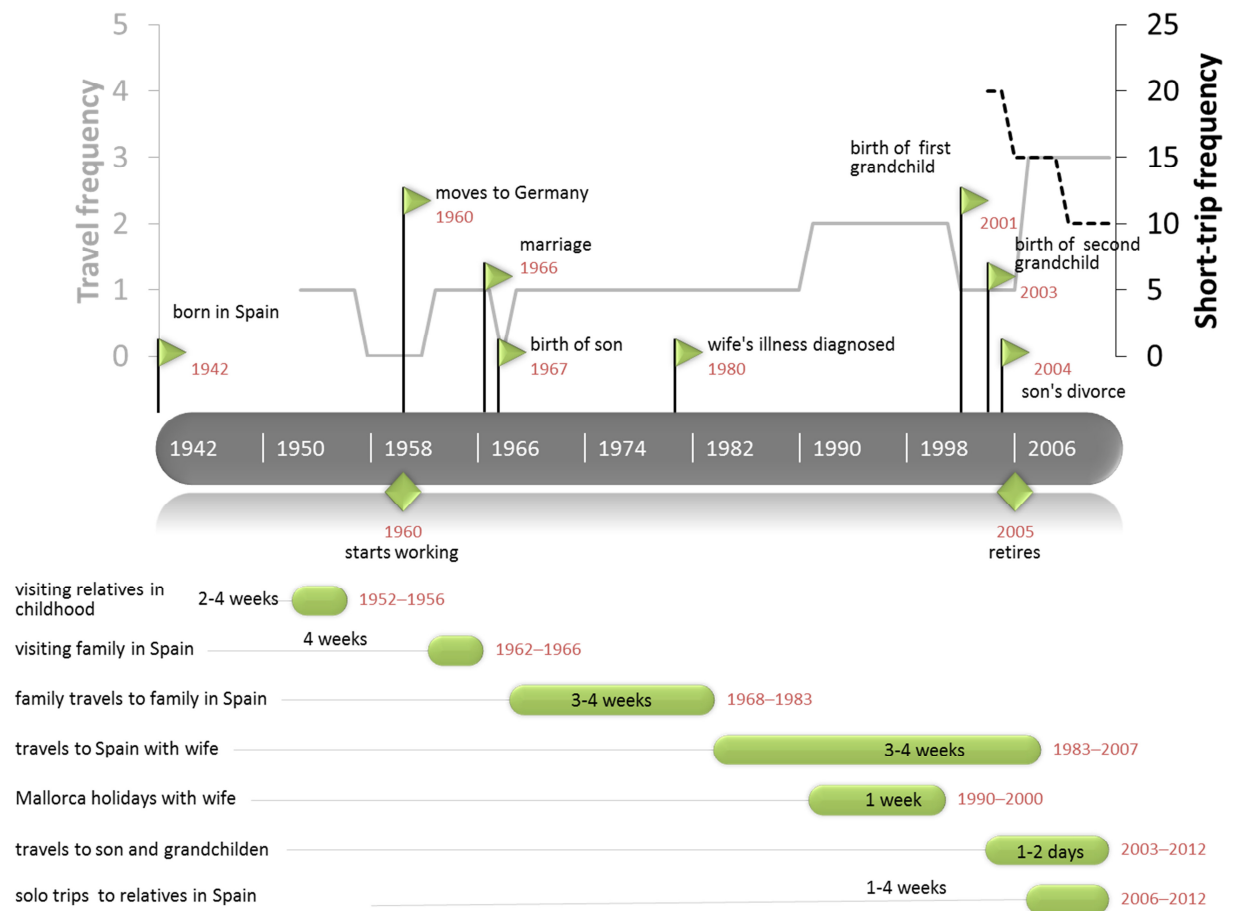 5
4
3
2
1
0
Travel frequency
25
20
15
10
5
0
Short-trip frequency
born in Spain
1942
moves to Germany
1960
marriage
1966
birth of son
1967
wife's illness diagnosed
1980
birth of first
grandchild
2001
birth of second
grandchild
2003
2004
son's divorce
1942 1950 1958 1966 1974 1982 1990 1998 2006
1960
starts working
2005
retires
visiting relatives in
childhood
2-4 weeks
1952–1956
visiting family in Spain
4 weeks
1962–1966
family travels to family in Spain
3-4 weeks
1968–1983
travels to Spain with wife
3-4 weeks
1983–2007
Mallorca holidays with wife
1 week
1990–2000
travels to son and grandchilden
1-2 days
2003–2012
solo trips to relatives in Spain
1-4 weeks
2006–2012